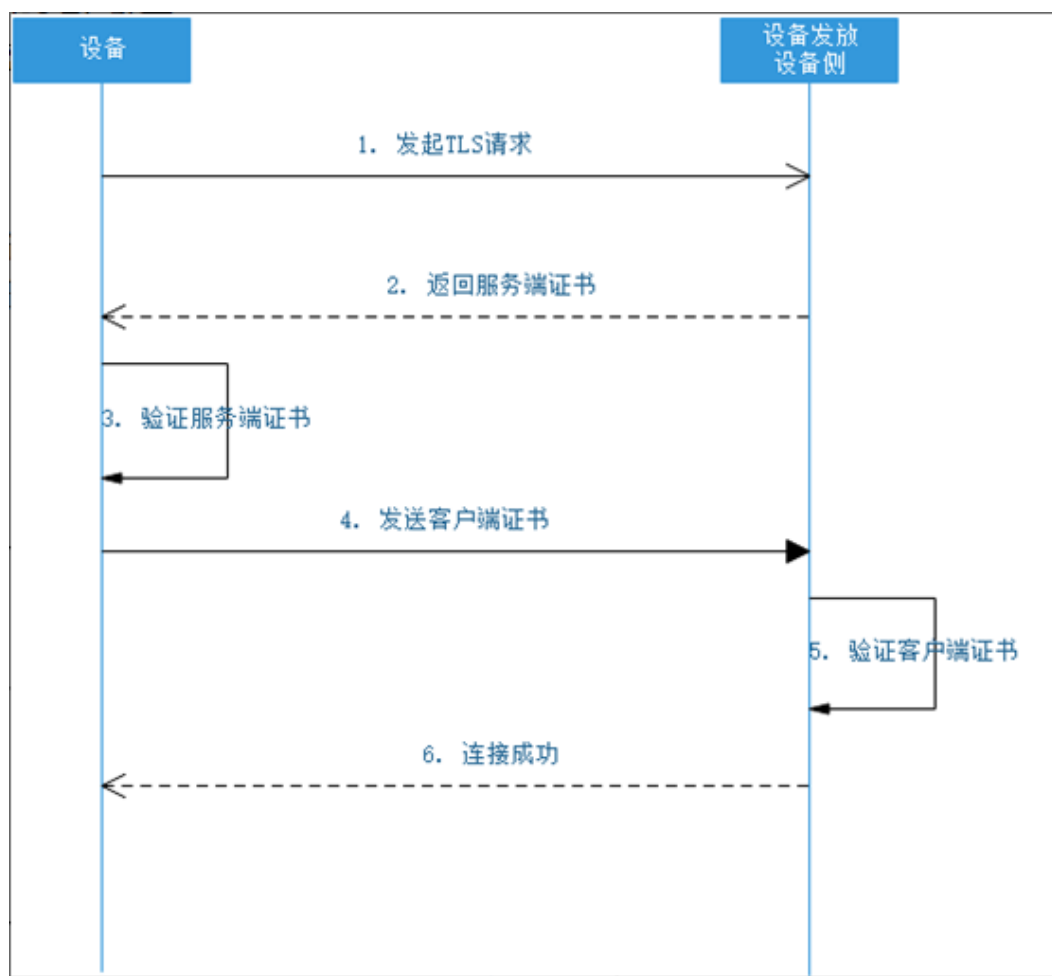 设备
设备发放
设备侧
1. 发起TLS请求
2. 返回服务端证书
3. 验证服务端证书
4. 发送客户端证书
5. 验证客户端证书
6. 连接成功